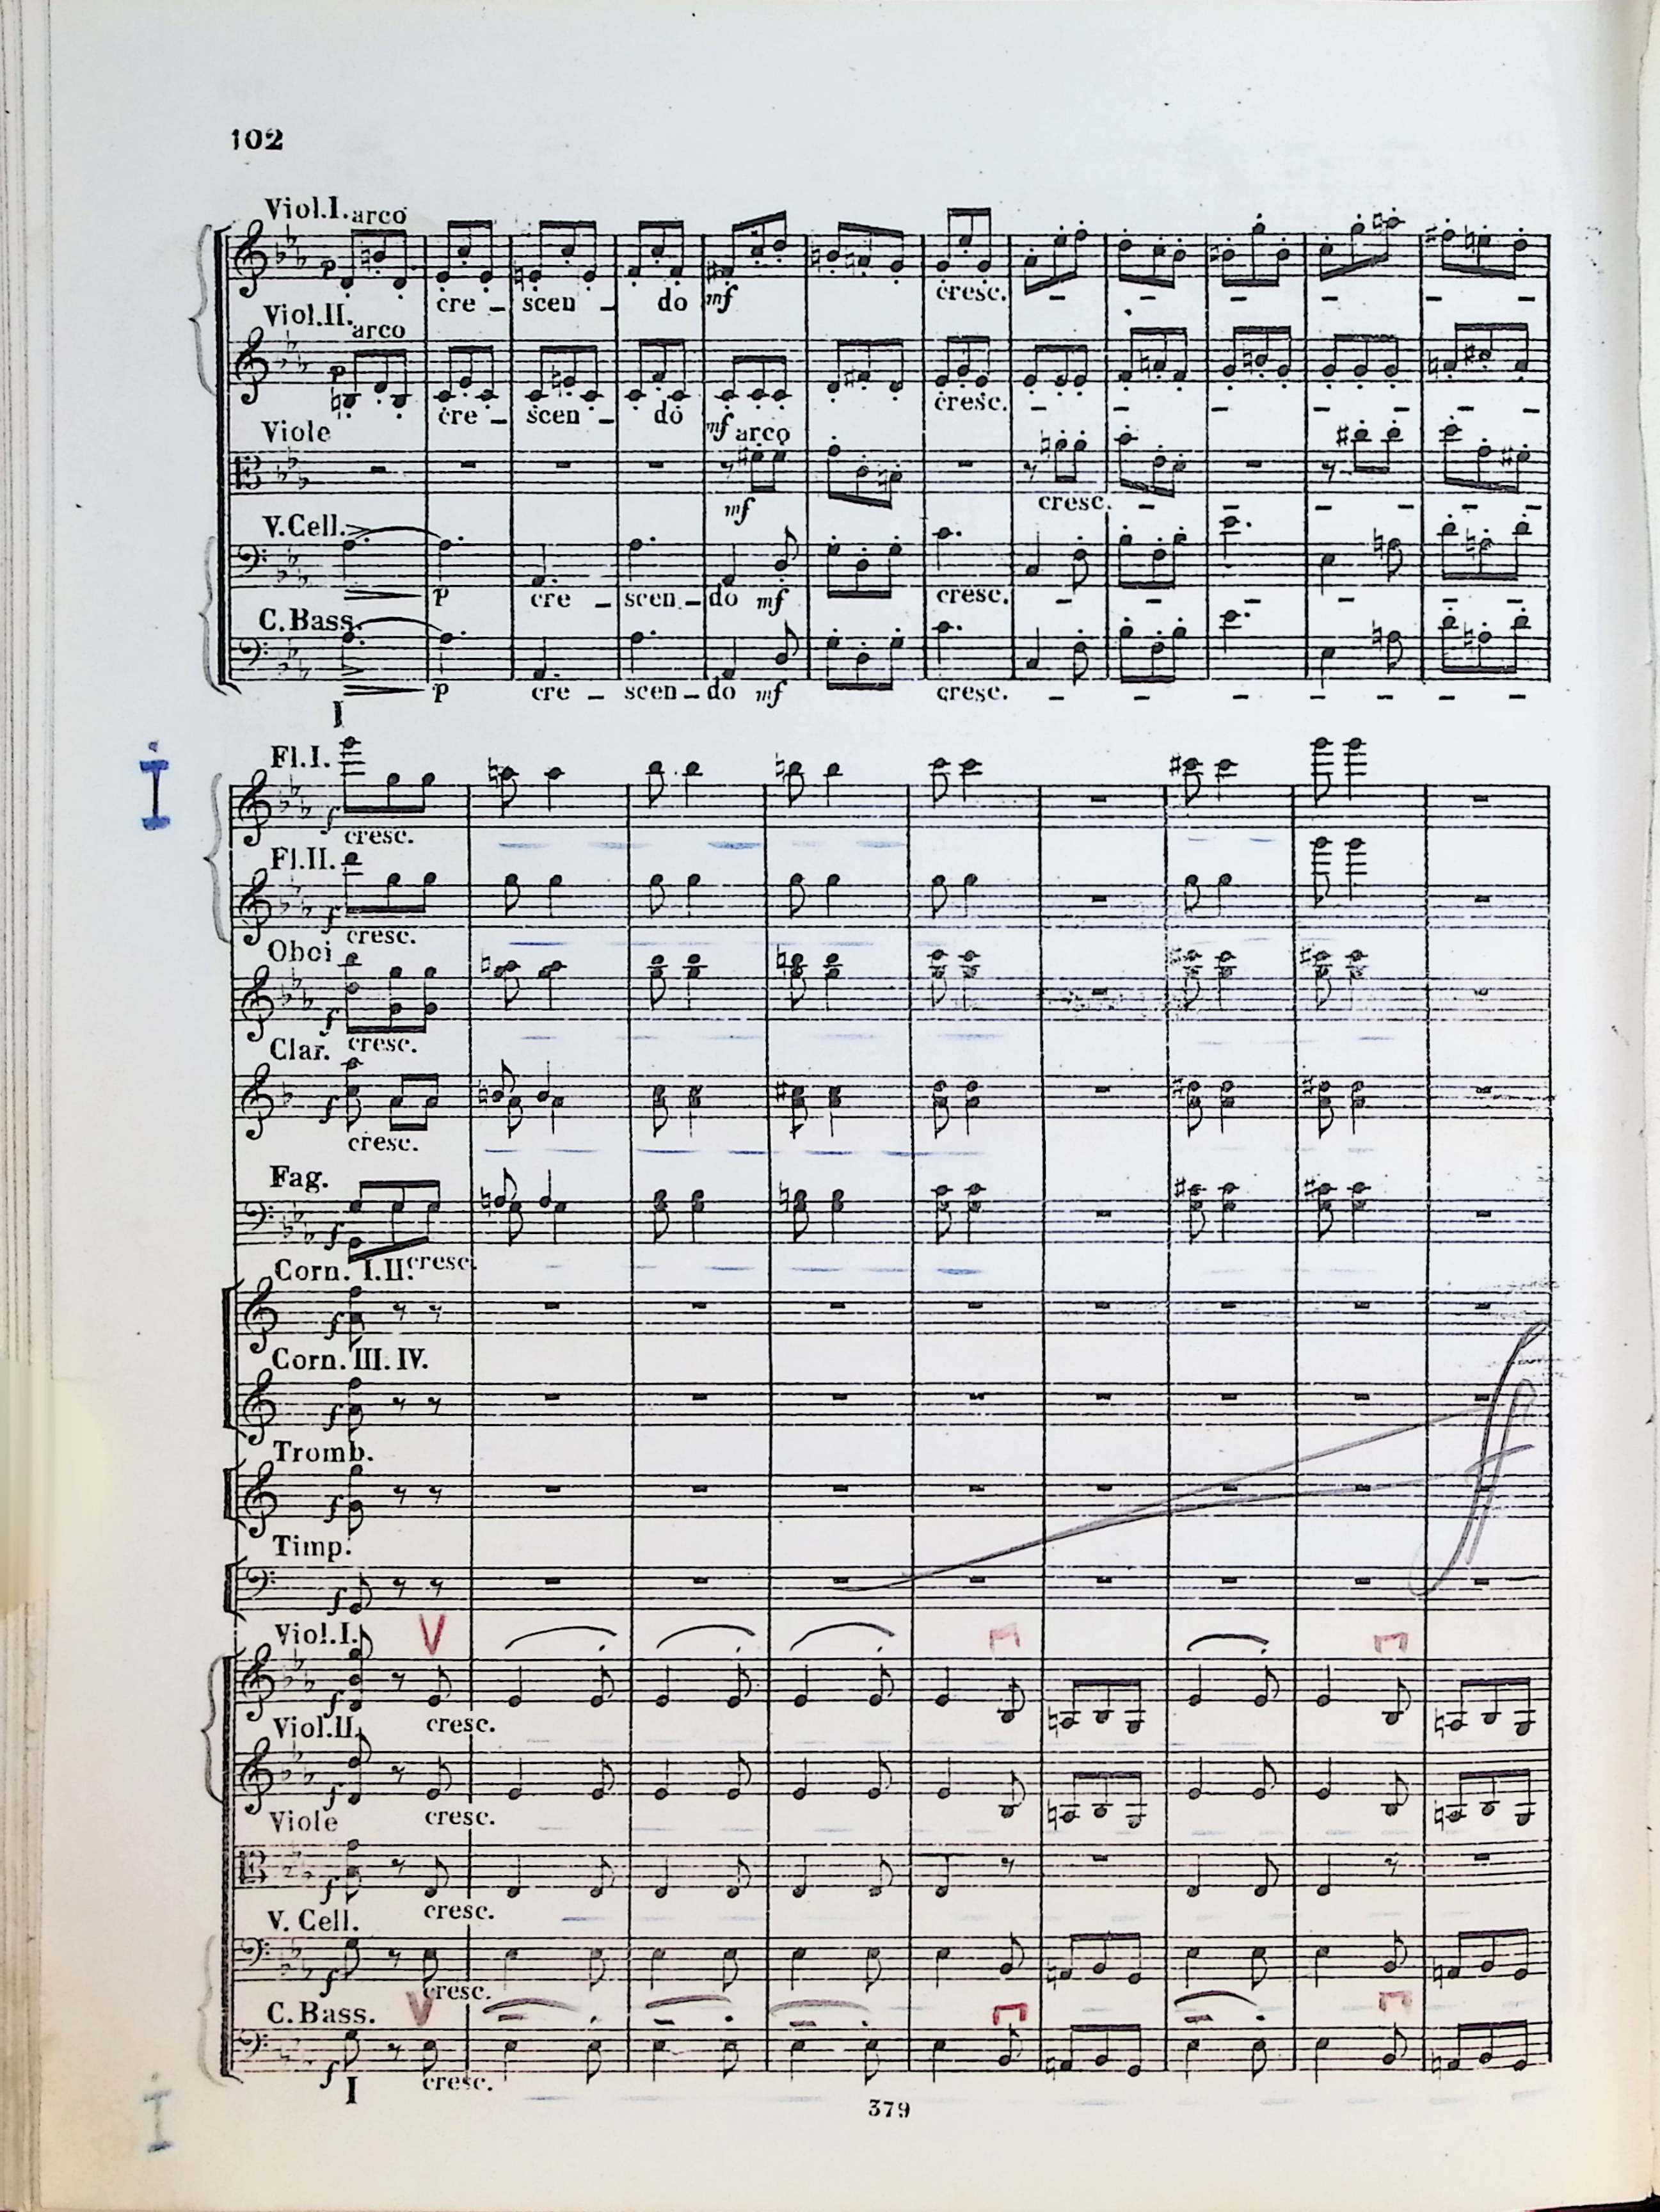 102
Viol.I. arco
p
cre – scen – do mf cresc.
Viol.II. arco
p
cre – scen – do mf cresc.
Viole arco
mf cresc.
V.Cell.
p cre – scen – do mf cresc.
C.Bass.
p cre – scen – do mf cresc.
I
I
Fl.I.
f cresc.
Fl.II.
f cresc.
Oboi
f cresc.
Clar.
f cresc.
Fag.
f cresc.
Corn. I.II.
f
Corn. III. IV.
f
Tromb.
f
Timp.
f
f
Viol.I.
V
f cresc.
Viol.II.
f cresc.
Viole
f cresc.
V. Cell.
f cresc.
C.Bass.
V
f cresc.
I
I
379